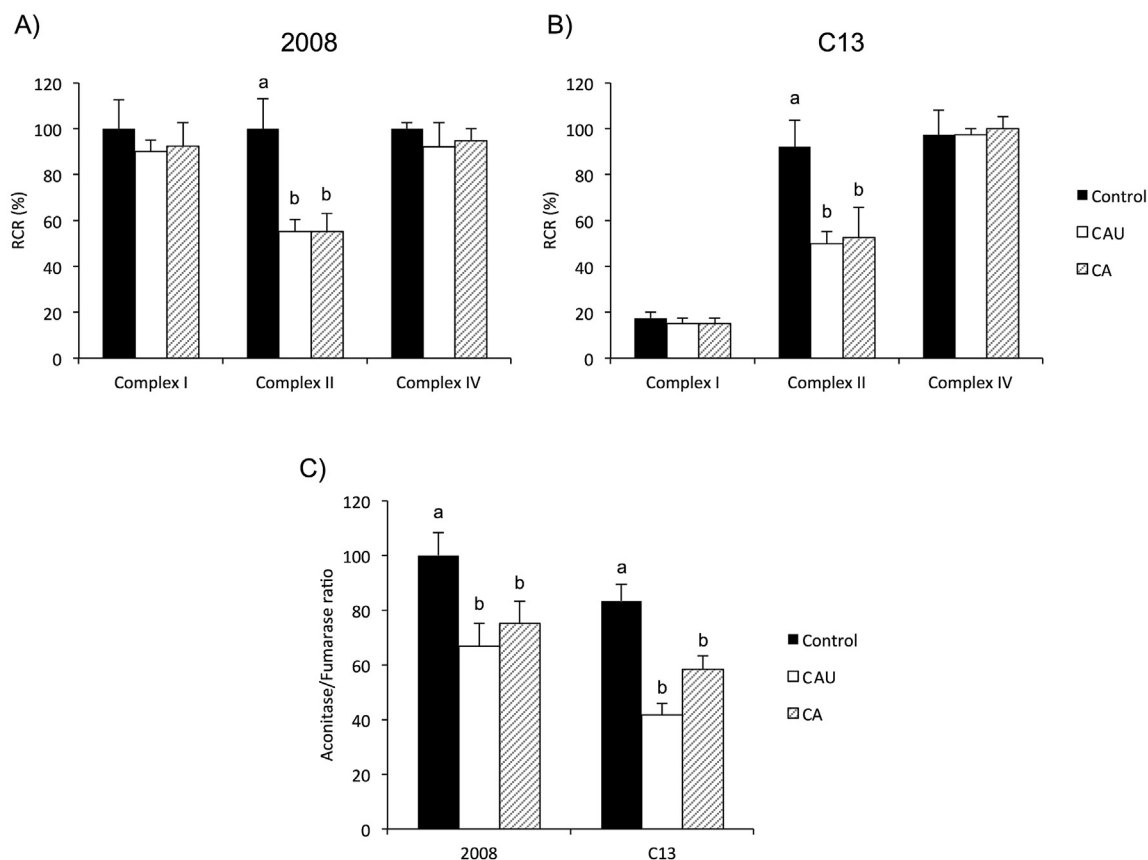 A)
2008
120
100
80
60
40
20
0
RCR (%)
a
b b
Complex I Complex II Complex IV
B)
C13
120
100
80
60
40
20
0
RCR (%)
a
b b
Complex I Complex II Complex IV
Control
CAU
CA
C)
120
100
80
60
40
20
0
Aconitase/Fumarase ratio
a
b b
a
b b
2008 C13
Control
CAU
CA